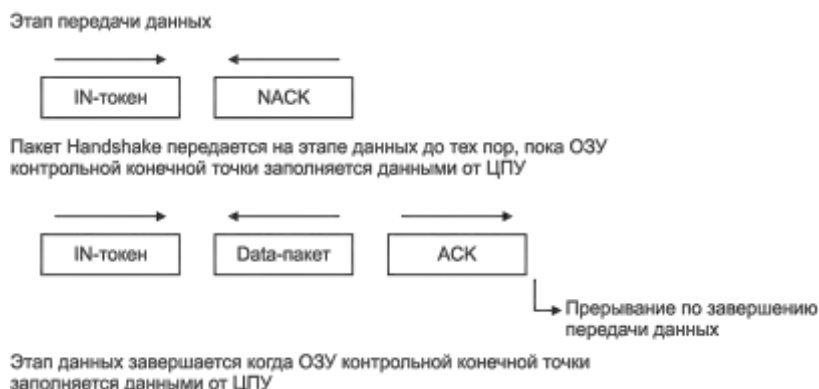 Этап передачи данных
IN-токен
NACK
Пакет Handshake передается на этапе данных до тех пор, пока ОЗУ
контрольной конечной точки заполняется данными от ЦПУ
IN-токен
Data-пакет
ACK
Прерывание по завершению
передачи данных
Этап данных завершается когда ОЗУ контрольной конечной точки
заполняется данными от ЦПУ